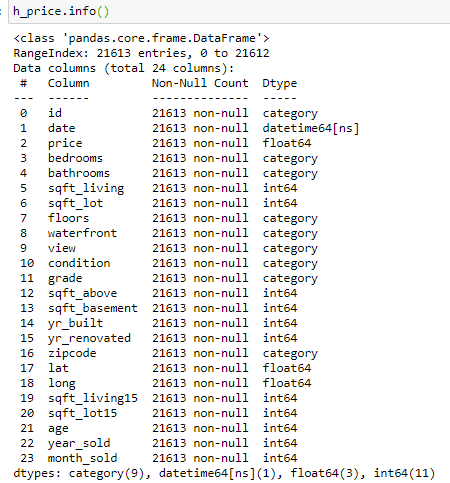 h_price.info()
<class 'pandas.core.frame.DataFrame'>
RangeIndex: 21613 entries, 0 to 21612
Data columns (total 24 columns):
 #   Column         Non-Null Count  Dtype
---  ------         --------------  -----
 0   id             21613 non-null  category
 1   date           21613 non-null  datetime64[ns]
 2   price          21613 non-null  float64
 3   bedrooms       21613 non-null  category
 4   bathrooms      21613 non-null  category
 5   sqft_living    21613 non-null  int64
 6   sqft_lot       21613 non-null  int64
 7   floors         21613 non-null  category
 8   waterfront     21613 non-null  category
 9   view           21613 non-null  category
 10  condition      21613 non-null  category
 11  grade          21613 non-null  category
 12  sqft_above     21613 non-null  int64
 13  sqft_basement  21613 non-null  int64
 14  yr_built       21613 non-null  int64
 15  yr_renovated   21613 non-null  int64
 16  zipcode        21613 non-null  category
 17  lat            21613 non-null  float64
 18  long           21613 non-null  float64
 19  sqft_living15  21613 non-null  int64
 20  sqft_lot15     21613 non-null  int64
 21  age            21613 non-null  int64
 22  year_sold      21613 non-null  int64
 23  month_sold     21613 non-null  int64
dtypes: category(9), datetime64[ns](1), float64(3), int64(11)